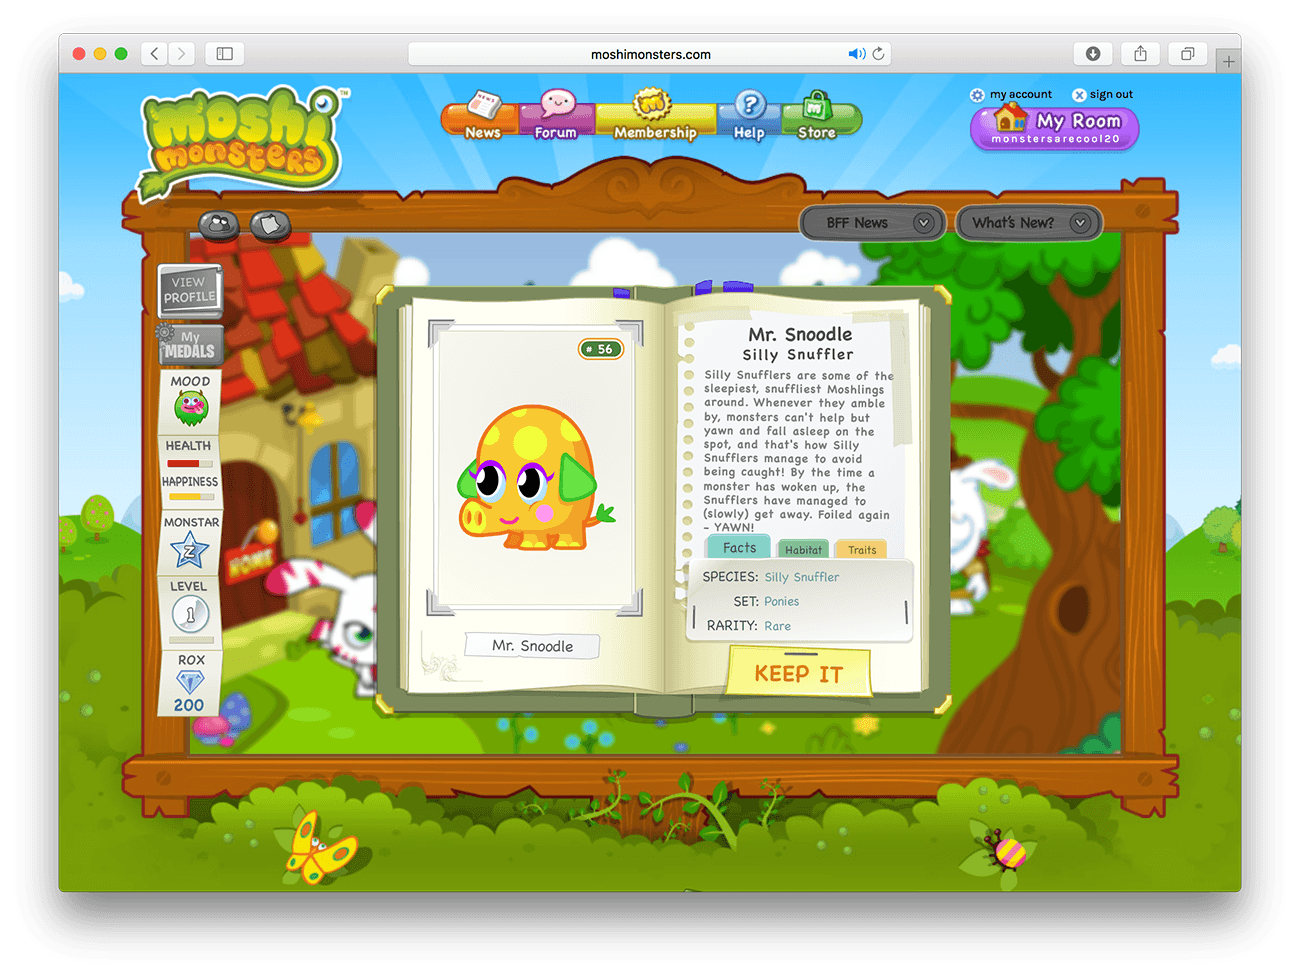 moshimonsters.com
moshi
monsters
TM
News
Forum
Membership
Help
Store
my account
sign out
My Room
monstersarecool20
BFF News
What's New?
VIEW
PROFILE
My
MEDALS
MOOD
HEALTH
HAPPINESS
MONSTAR
Z
LEVEL
1
ROX
200
HOME
# 56
Mr. Snoodle
Mr. Snoodle
Silly Snuffler
Silly Snufflers are some of the
sleepiest, snuffliest Moshlings
around. Whenever they amble
by, monsters can't help but
yawn and fall asleep on the
spot, and that's how Silly
Snufflers manage to avoid
being caught! By the time a
monster has woken up, the
Snufflers have managed to
(slowly) get away. Foiled again
- YAWN!
Facts
Habitat
Traits
SPECIES: Silly Snuffler
SET: Ponies
RARITY: Rare
KEEP IT